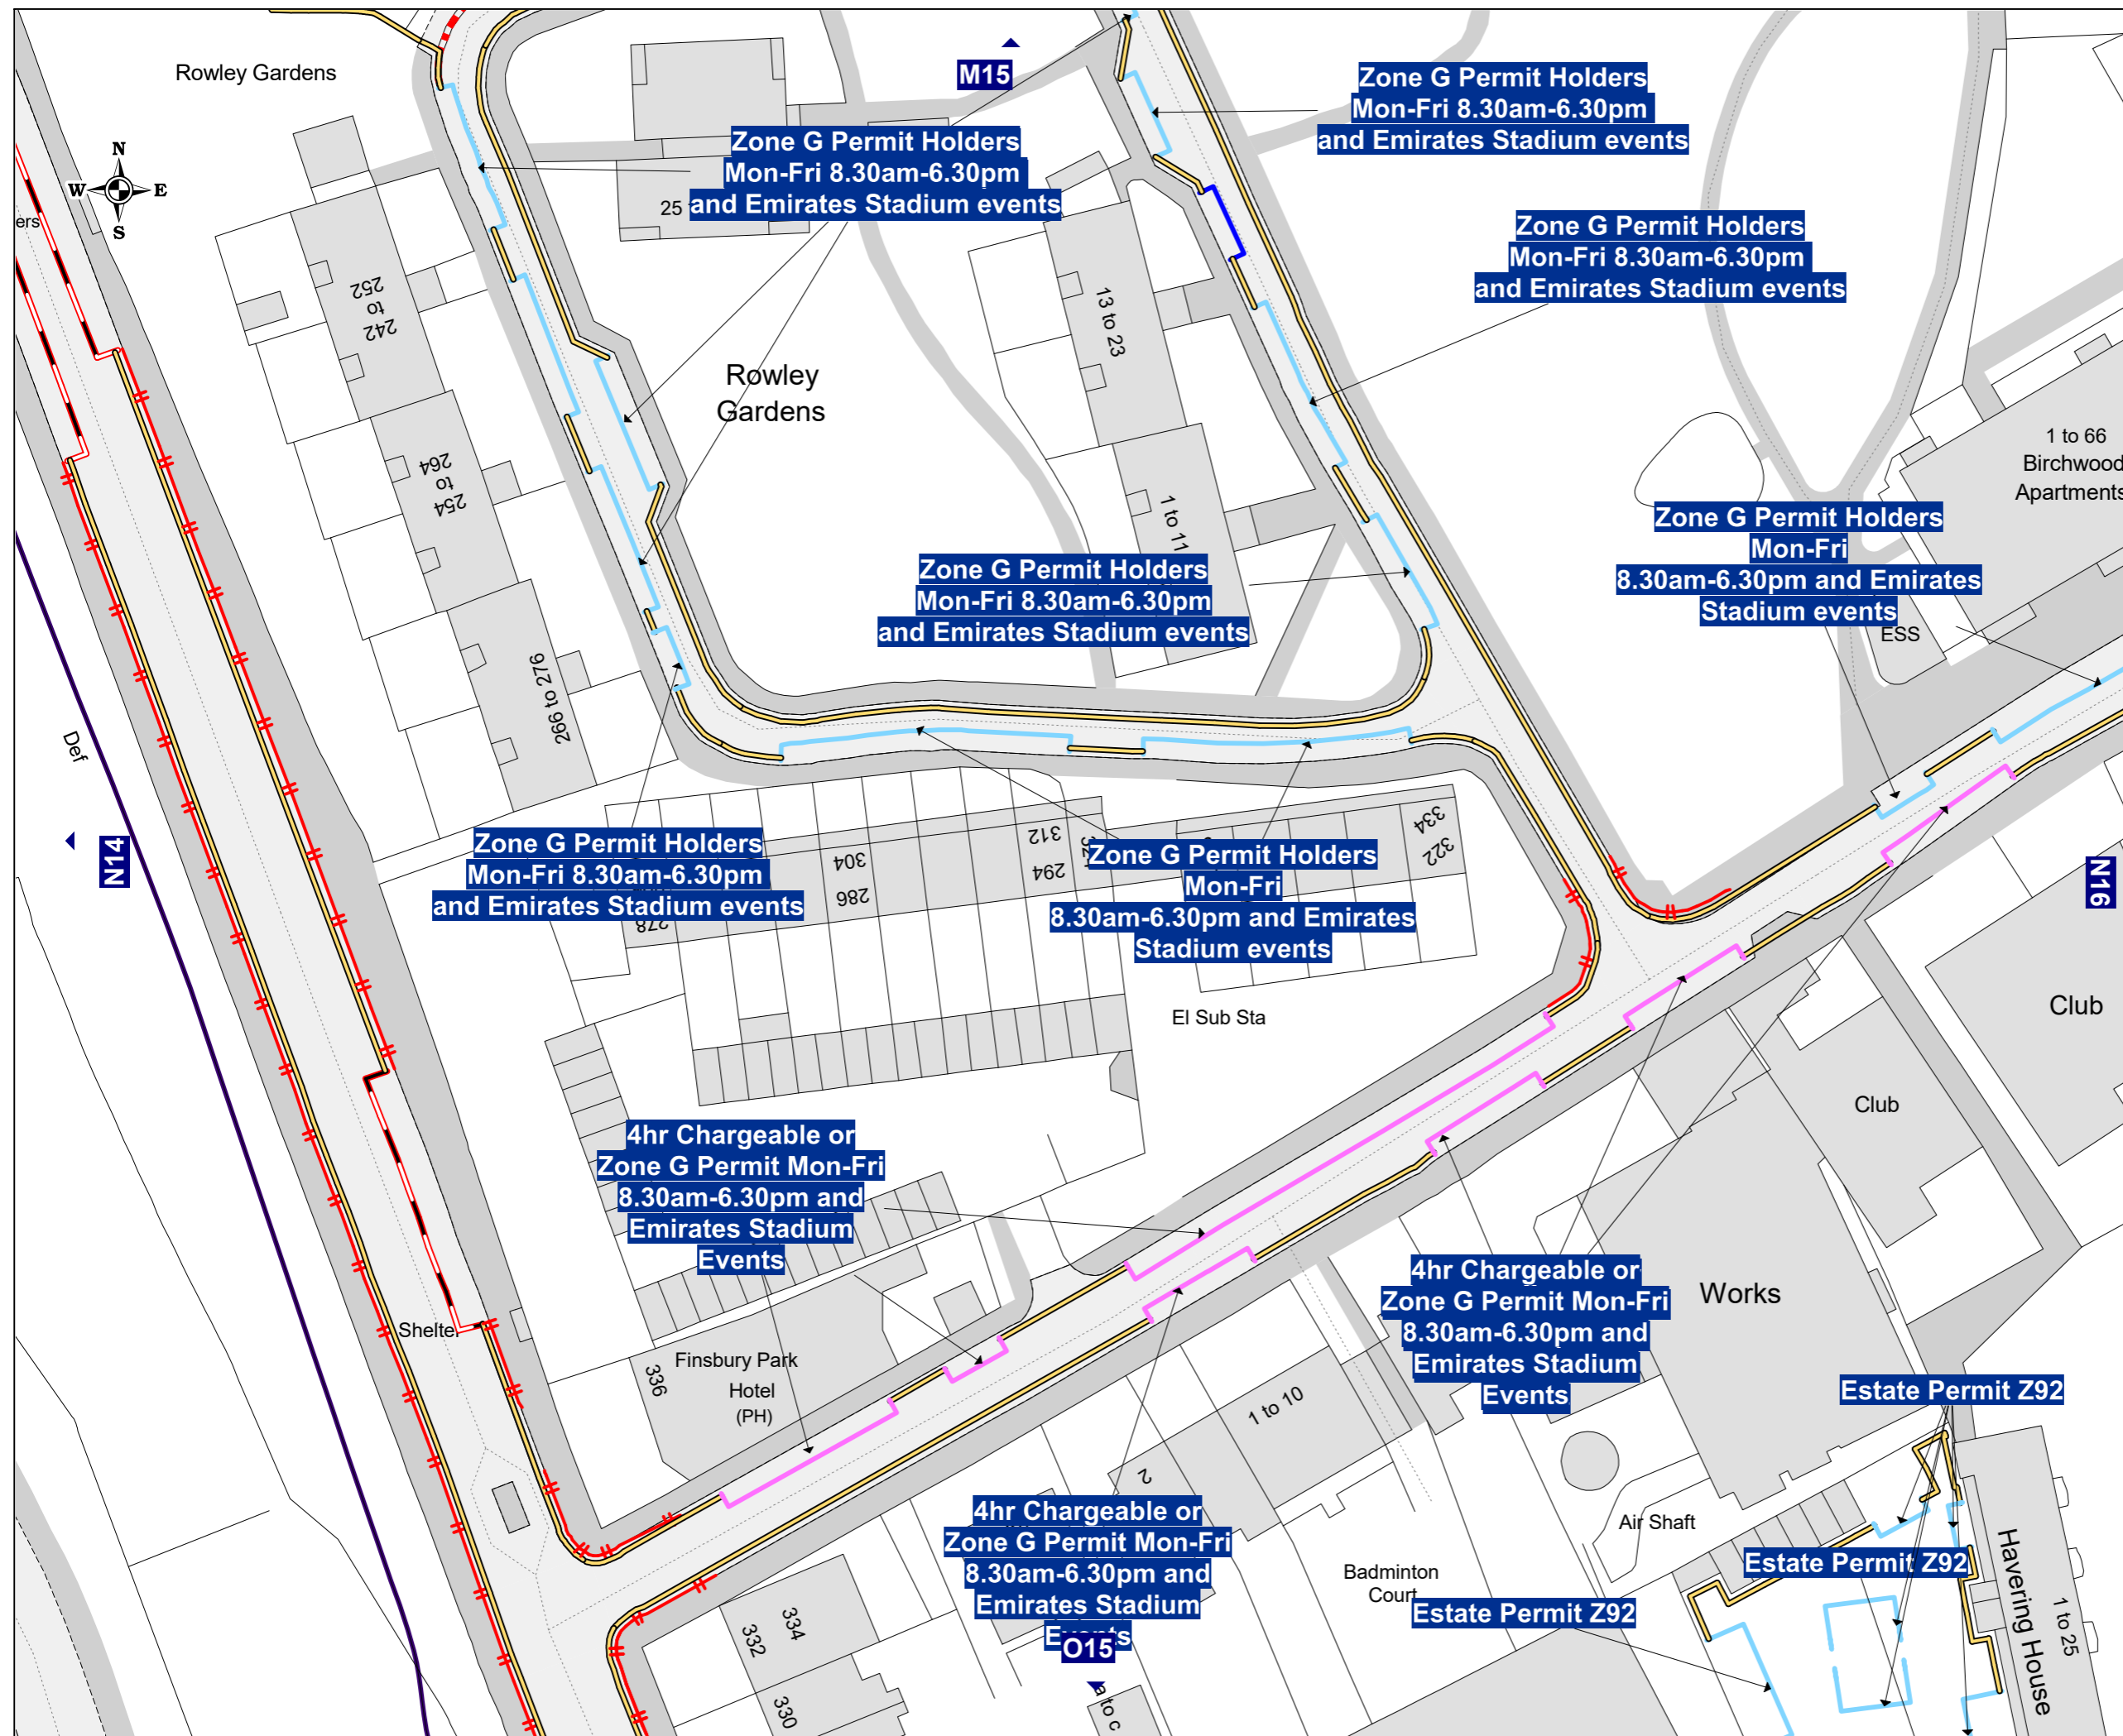 Rowley Gardens
M15
Zone G Permit Holders
Mon-Fri 8.30am-6.30pm
and Emirates Stadium events
Zone G Permit Holders
Mon-Fri 8.30am-6.30pm
and Emirates Stadium events
25
N
W
E
S
ers
Zone G Permit Holders
Mon-Fri 8.30am-6.30pm
and Emirates Stadium events
252
to
242
13 to 23
Rowley
Gardens
1 to 66
Birchwood
Apartments
264
to
254
1 to 11
Zone G Permit Holders
Mon-Fri
8.30am-6.30pm and Emirates
Stadium events
Zone G Permit Holders
Mon-Fri 8.30am-6.30pm
and Emirates Stadium events
ESS
266 to 276
Def
N14
N16
Zone G Permit Holders
Mon-Fri 8.30am-6.30pm
and Emirates Stadium events
278
304
286
312
294
Zone G Permit Holders
Mon-Fri
8.30am-6.30pm and Emirates
Stadium events
334
322
El Sub Sta
Club
Club
4hr Chargeable or
Zone G Permit Mon-Fri
8.30am-6.30pm and
Emirates Stadium
Events
4hr Chargeable or
Zone G Permit Mon-Fri
8.30am-6.30pm and
Emirates Stadium
Events
Works
Shelter
336
Finsbury Park
Hotel
(PH)
Estate Permit Z92
1 to 10
2
4hr Chargeable or
Zone G Permit Mon-Fri
8.30am-6.30pm and
Emirates Stadium
Events
O15
Air Shaft
Estate Permit Z92
Badminton
Court
Estate Permit Z92
Havering House
1 to 25
334
332
330
a to c